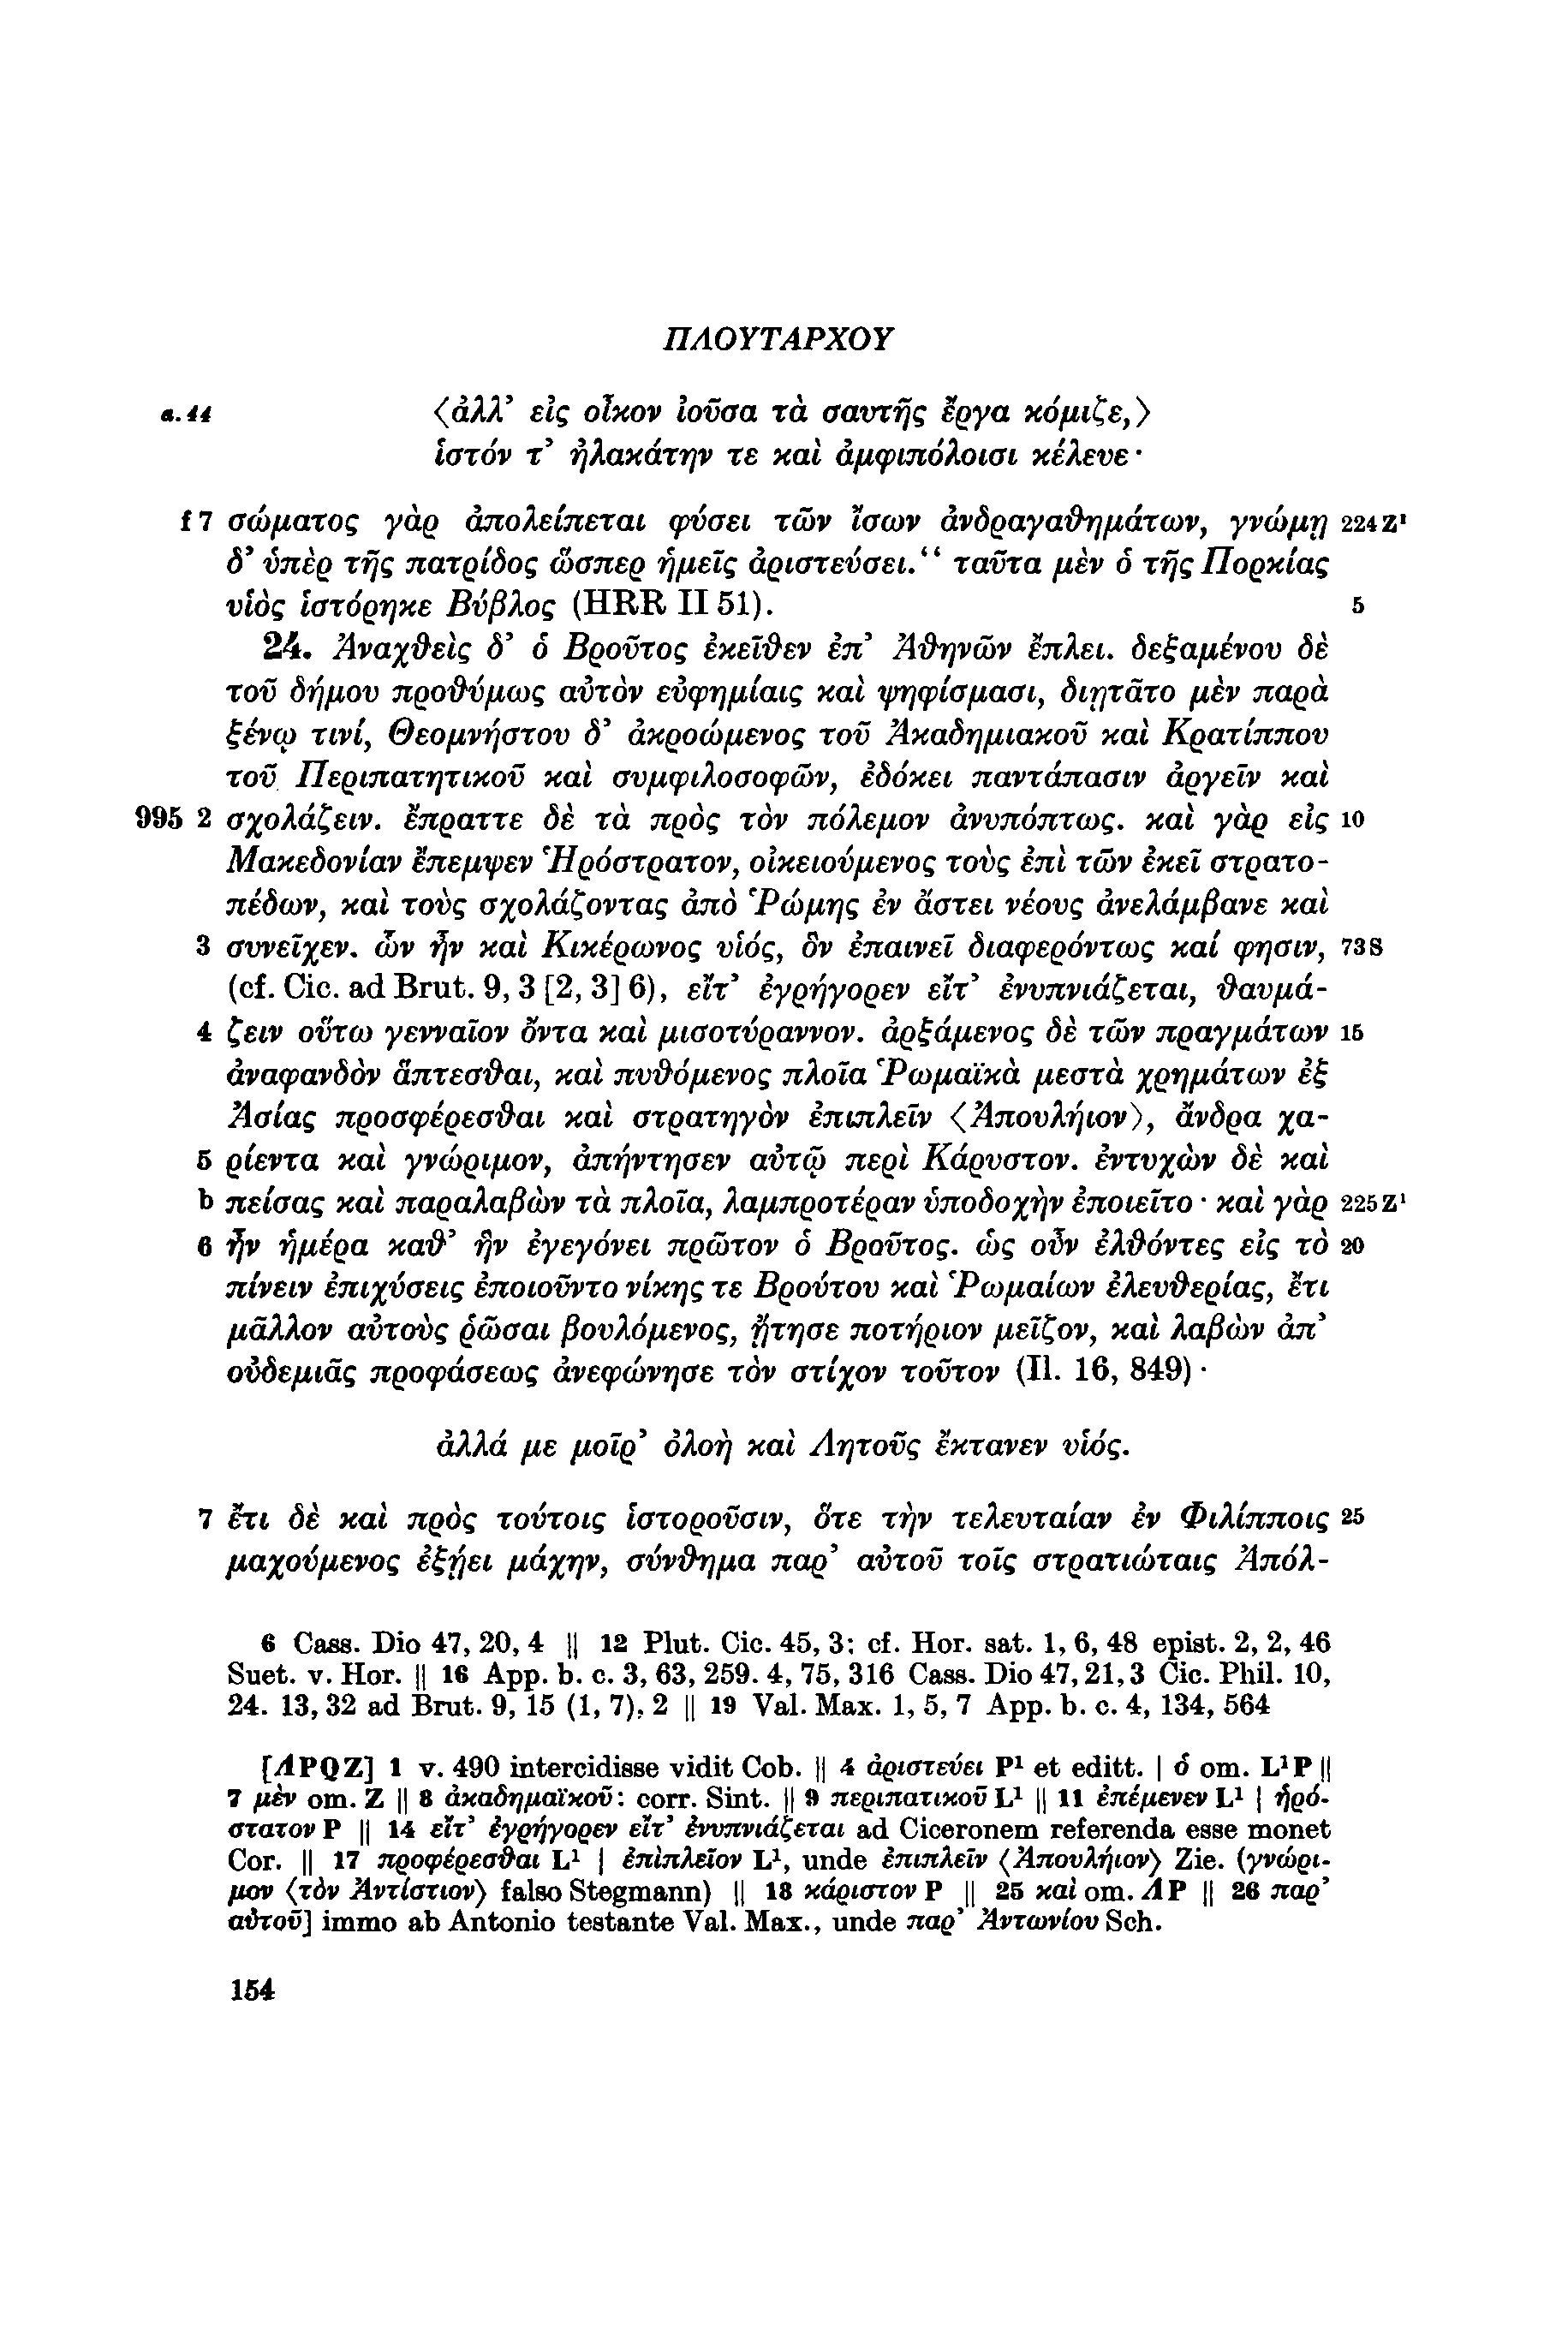 ΠΛΟΥΤΑΡΧΟΥ
a. 44 〈ἀλλ’ εἰς οἶκον ἰοῦσα τὰ σαυτῆς ἔργα κόμιζε,〉
ἱστόν τ’ ἠλακάτην τε καὶ ἀμφιπόλοισι κέλευε·
f 7 σώματος γὰρ ἀπολείπεται φύσει τῶν ἴσων ἀνδραγαθημάτων, γνώμῃ 224 Z¹
δ’ ὑπὲρ τῆς πατρίδος ὥσπερ ἡμεῖς ἀριστεύσει.“ ταῦτα μὲν ὁ τῆς Πορκίας
υἱὸς ἱστόρηκε Βύβλος (HRR II 51). 5
24. Ἀναχθεὶς δ’ ὁ Βροῦτος ἐκεῖθεν ἐπ’ Ἀθηνῶν ἔπλει. δεξαμένου δὲ
τοῦ δήμου προθύμως αὐτὸν εὐφημίαις καὶ ψηφίσμασι, διῃτᾶτο μὲν παρὰ
ξένῳ τινί, Θεομνήστου δ’ ἀκροώμενος τοῦ Ἀκαδημιακοῦ καὶ Κρατίππου
τοῦ Περιπατητικοῦ καὶ συμφιλοσοφῶν, ἐδόκει παντάπασιν ἀργεῖν καὶ
995 2 σχολάζειν. ἔπραττε δὲ τὰ πρὸς τὸν πόλεμον ἀνυπόπτως. καὶ γὰρ εἰς 10
Μακεδονίαν ἔπεμψεν Ἡρόστρατον, οἰκειούμενος τοὺς ἐπὶ τῶν ἐκεῖ στρατο-
πέδων, καὶ τοὺς σχολάζοντας ἀπὸ Ῥώμης ἐν ἄστει νέους ἀνελάμβανε καὶ
3 συνεῖχεν. ὧν ἦν καὶ Κικέρωνος υἱός, ὃν ἐπαινεῖ διαφερόντως καί φησιν, 73 S
(cf. Cic. ad Brut. 9, 3 [2, 3] 6), εἴτ’ ἐγρήγορεν εἴτ’ ἐνυπνιάζεται, θαυμά-
4 ζειν οὕτω γενναῖον ὄντα καὶ μισοτύραννον. ἀρξάμενος δὲ τῶν πραγμάτων 15
ἀναφανδὸν ἅπτεσθαι, καὶ πυθόμενος πλοῖα Ῥωμαϊκὰ μεστὰ χρημάτων ἐξ
Ἀσίας προσφέρεσθαι καὶ στρατηγὸν ἐπιπλεῖν 〈Ἀπουλήιον〉, ἄνδρα χα-
5 ρίεντα καὶ γνώριμον, ἀπήντησεν αὐτῷ περὶ Κάρυστον. ἐντυχὼν δὲ καὶ
b πείσας καὶ παραλαβὼν τὰ πλοῖα, λαμπροτέραν ὑποδοχὴν ἐποιεῖτο· καὶ γὰρ 225 Z¹
6 ἦν ἡμέρα καθ’ ἣν ἐγεγόνει πρῶτον ὁ Βροῦτος. ὡς οὖν ἐλθόντες εἰς τὸ 20
πίνειν ἐπιχύσεις ἐποιοῦντο νίκης τε Βρούτου καὶ Ῥωμαίων ἐλευθερίας, ἔτι
μᾶλλον αὐτοὺς ῥῶσαι βουλόμενος, ᾔτησε ποτήριον μεῖζον, καὶ λαβὼν ἀπ’
οὐδεμιᾶς προφάσεως ἀνεφώνησε τὸν στίχον τοῦτον (Il. 16, 849)·
ἀλλά με μοῖρ’ ὀλοὴ καὶ Λητοῦς ἔκτανεν υἱός.
7 ἔτι δὲ καὶ πρὸς τούτοις ἱστοροῦσιν, ὅτε τὴν τελευταίαν ἐν Φιλίπποις 25
μαχούμενος ἐξῄει μάχην, σύνθημα παρ’ αὐτοῦ τοῖς στρατιώταις Ἀπόλ-
6 Cass. Dio 47, 20, 4 || 12 Plut. Cic. 45, 3; cf. Hor. sat. 1, 6, 48 epist. 2, 2, 46
Suet. v. Hor. || 16 App. b. c. 3, 63, 259. 4, 75, 316 Cass. Dio 47, 21, 3 Cic. Phil. 10,
24. 13, 32 ad Brut. 9, 15 (1, 7), 2 || 19 Val. Max. 1, 5, 7 App. b. c. 4, 134, 564
[ΛPQZ] 1 v. 490 intercidisse vidit Cob. || 4 ἀριστεύει P¹ et editt. | ὁ om. L¹P ||
7 μὲν om. Z || 8 ἀκαδημαϊκοῦ: corr. Sint. || 9 περιπατικοῦ L¹ || 11 ἐπέμενεν L¹ | ἡρό-
στατον P || 14 εἴτ’ ἐγρήγορεν εἴτ’ ἐνυπνιάζεται ad Ciceronem referenda esse monet
Cor. || 17 προφέρεσθαι L¹ | ἐπὶπλεῖον L¹, unde ἐπιπλεῖν 〈Ἀπουλήιον〉 Zie. (γνώρι-
μον 〈τὸν Ἀντίστιον〉 falso Stegmann) || 18 κάριστον P || 25 καὶ om. ΛP || 26 παρ’
αὐτοῦ] immo ab Antonio testante Val. Max., unde παρ’ Ἀντωνίου Sch.
154